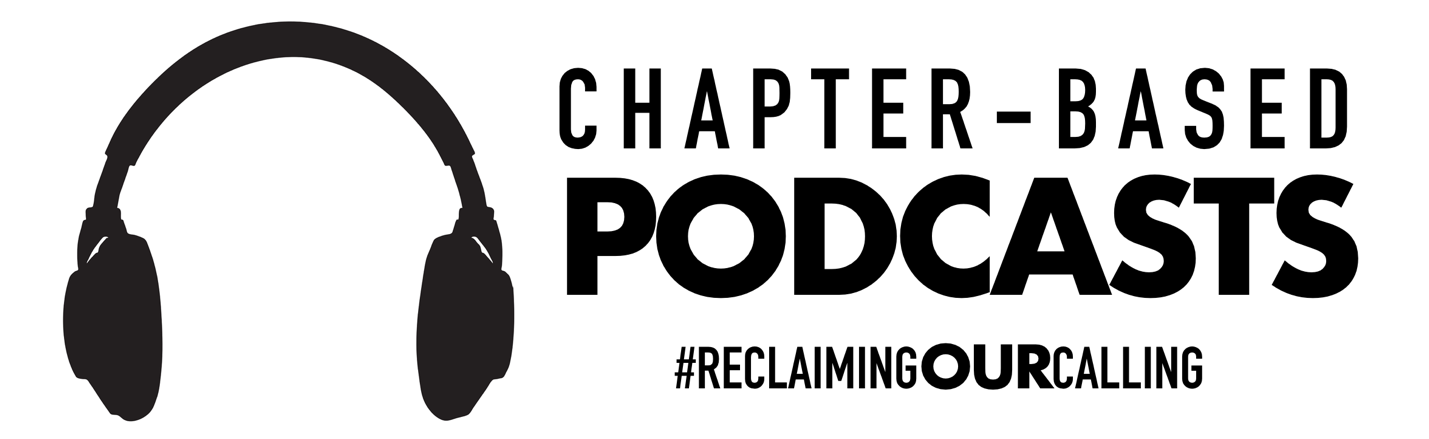 CHAPTER-BASED
PODCASTS
#RECLAIMINGOURCALLING